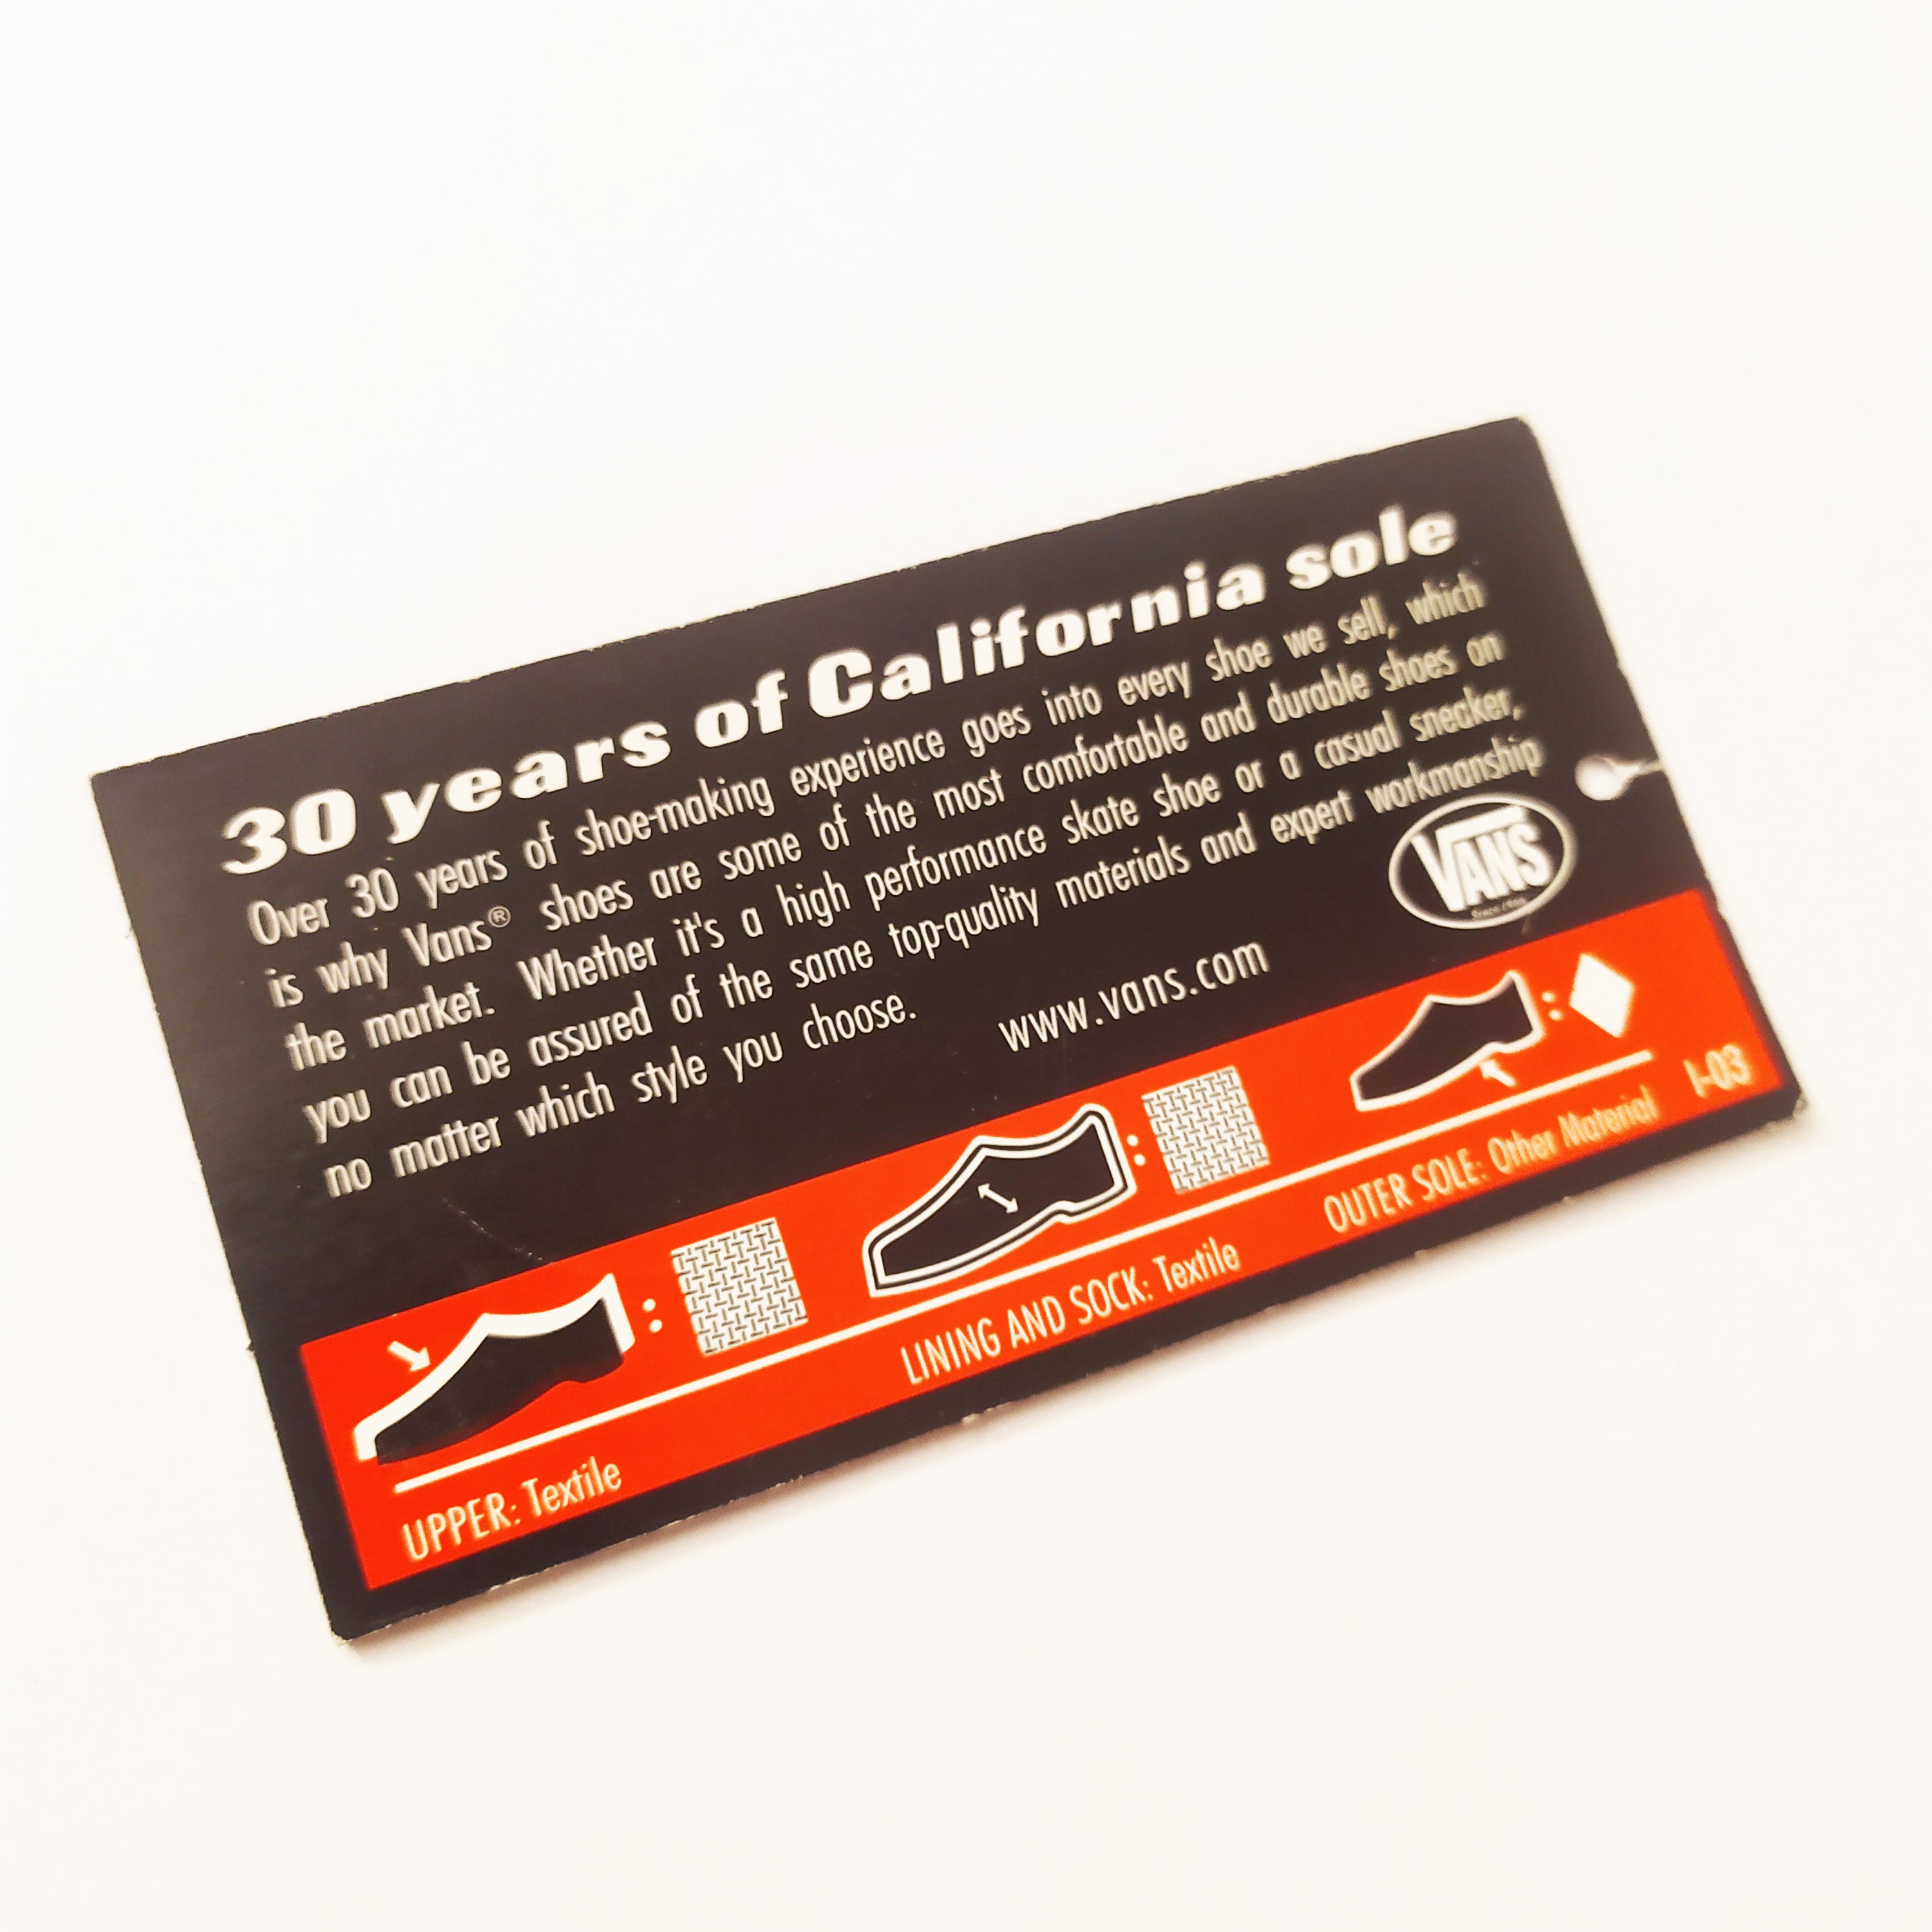 30 years of California sole
Over 30 years of shoe-making experience goes into every shoe we sell, which
is why Vans® shoes are some of the most comfortable and durable shoes on
the market. Whether it's a high performance skate shoe or a casual sneaker,
you can be assured of the same top-quality materials and expert workmanship
no matter which style you choose.
www.vans.com
VANS
Since 1966
UPPER: Textile
LINING AND SOCK: Textile
OUTER SOLE: Other Material
I-03